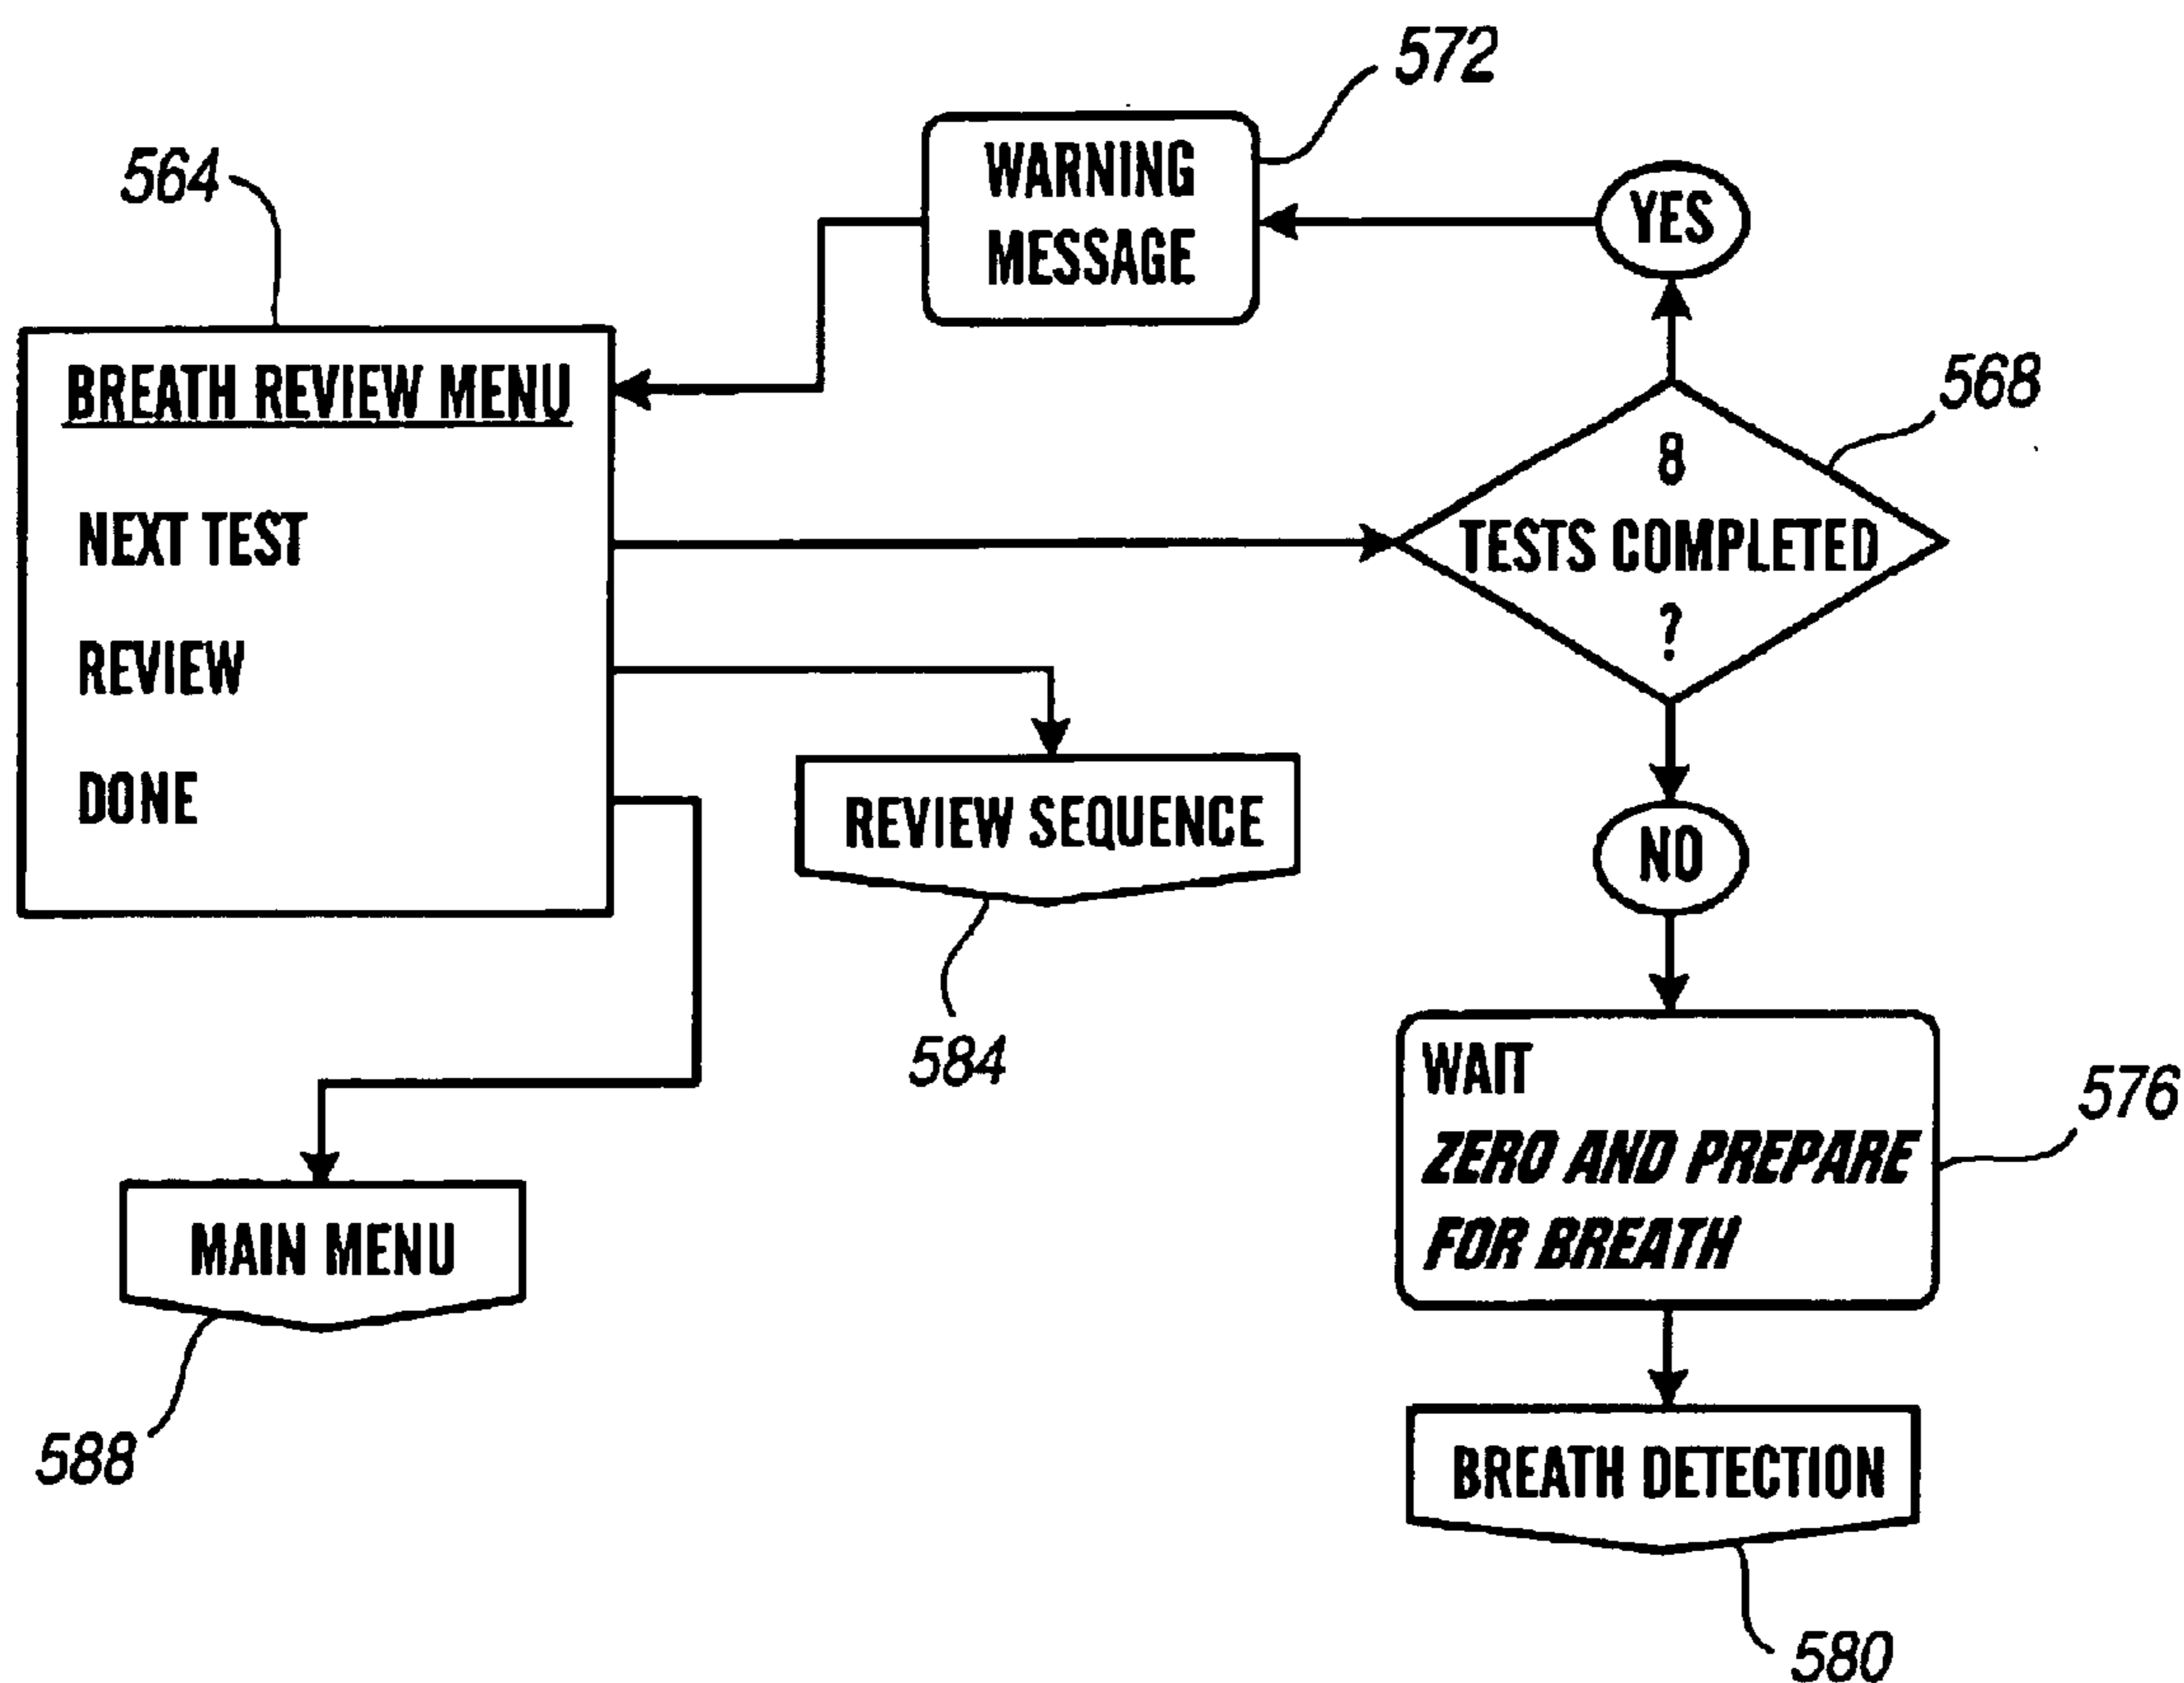 572
WARNING
MESSAGE
YES
564
BREATH REVIEW MENU
NEXT TEST
REVIEW
DONE
568
8
TESTS COMPLETED
?
REVIEW SEQUENCE
584
NO
WAIT
ZERO AND PREPARE
FOR BREATH
576
MAIN MENU
588
BREATH DETECTION
580